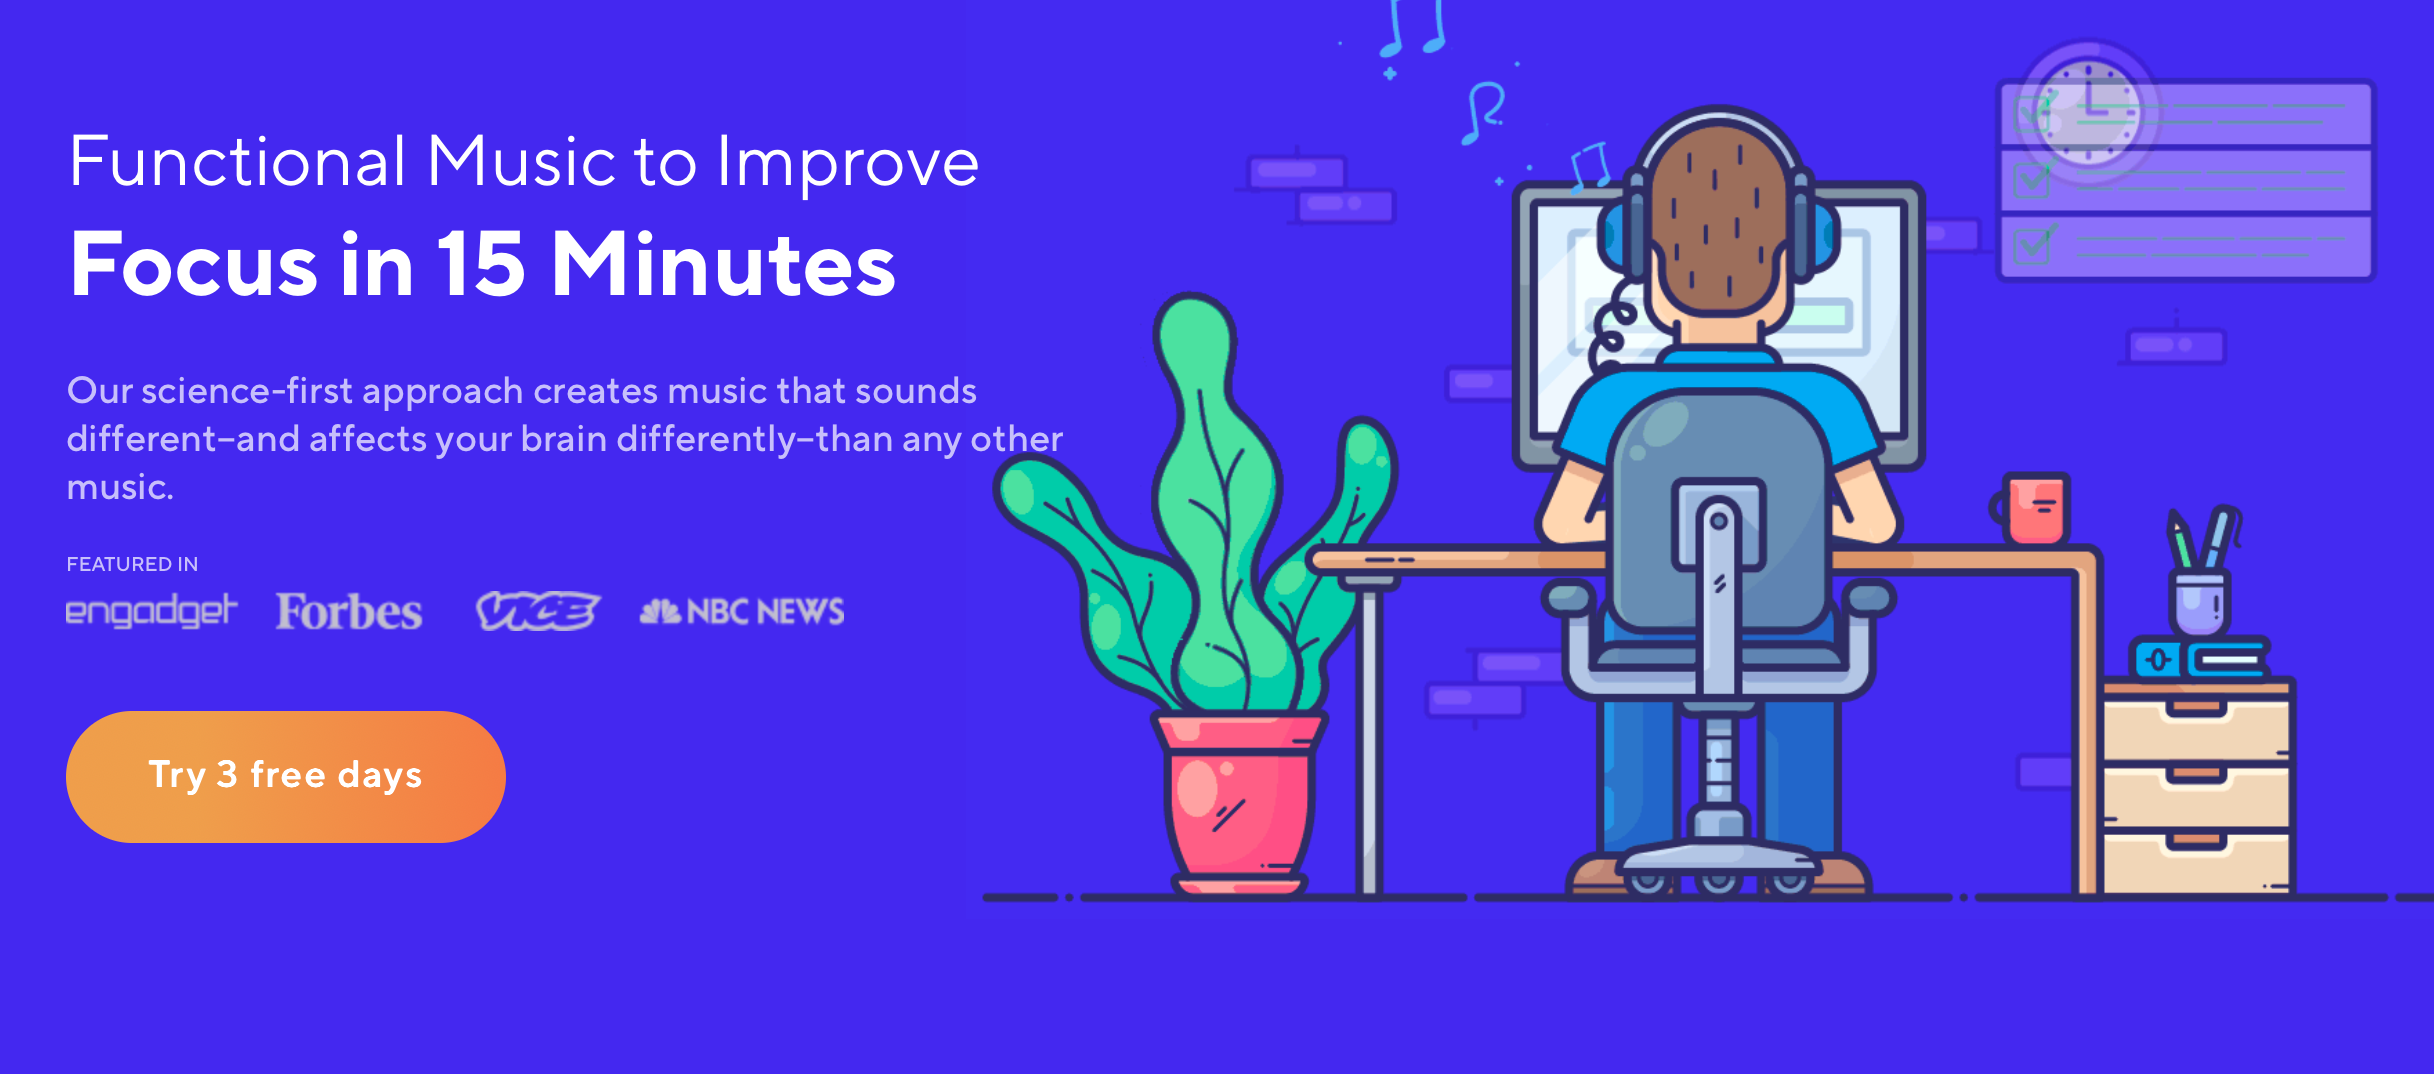 Functional Music to Improve
Focus in 15 Minutes
Our science-first approach creates music that sounds
different–and affects your brain differently–than any other
music.
FEATURED IN
engadget Forbes VICE NBC NEWS
Try 3 free days